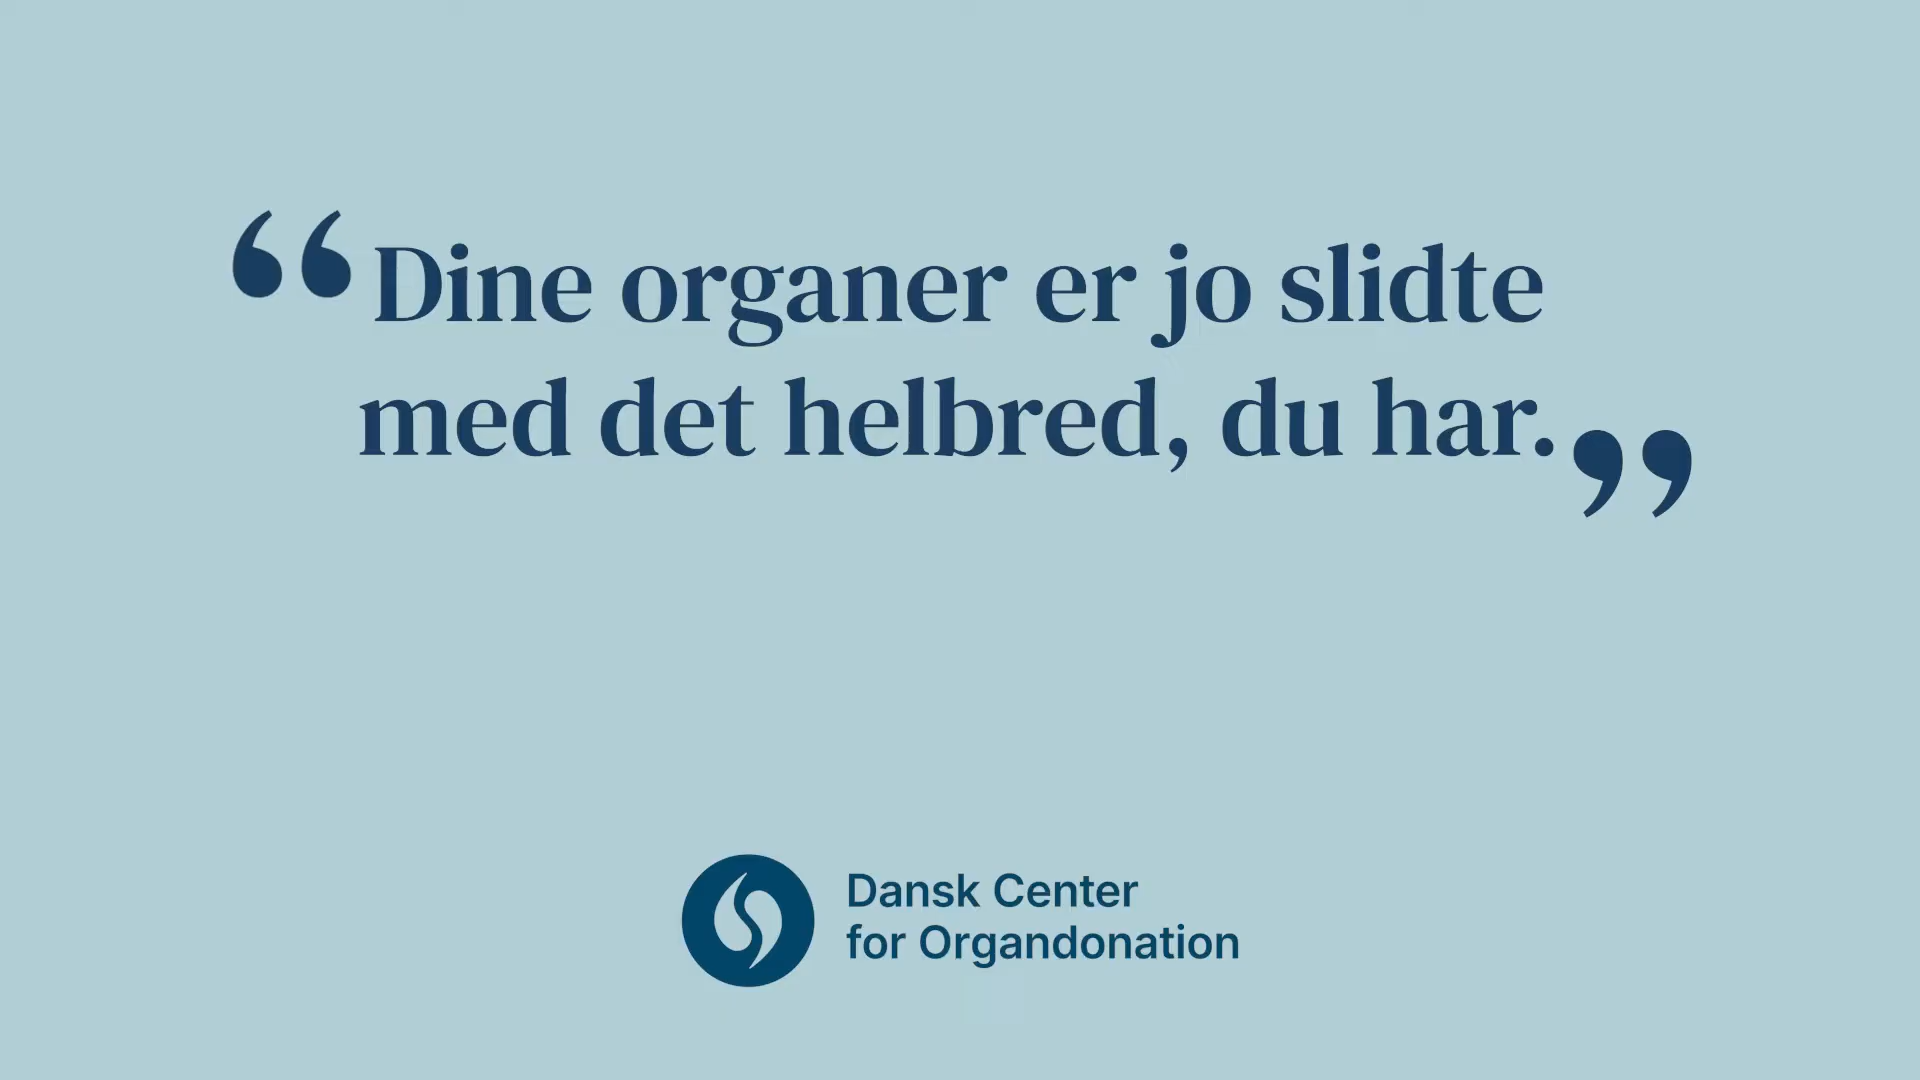 “Dine organer er jo slidte
med det helbred, du har.”
Dansk Center
for Organdonation